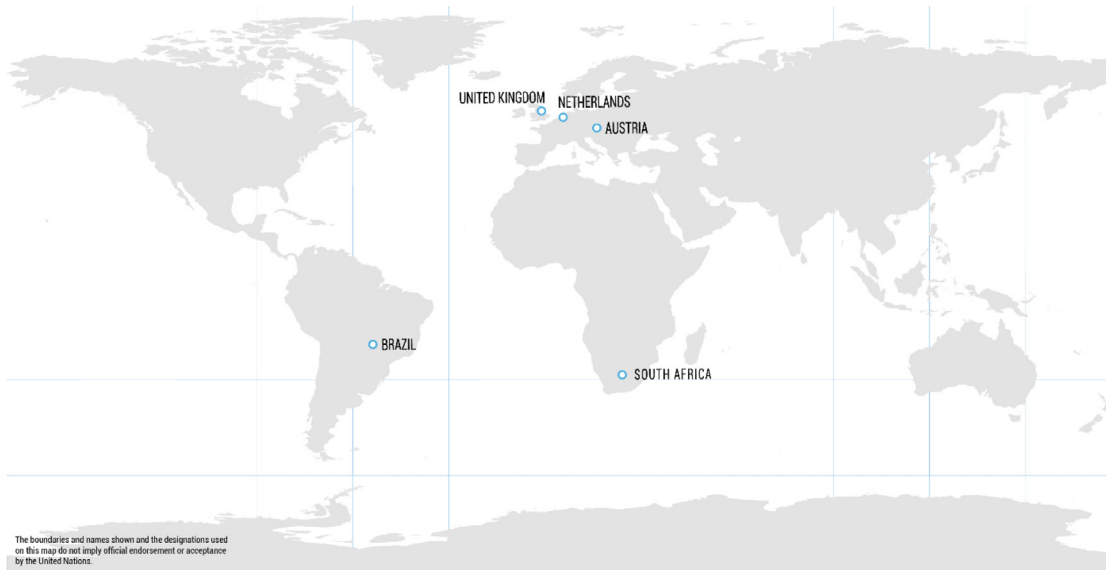 UNITED KINGDOM
NETHERLANDS
AUSTRIA
BRAZIL
SOUTH AFRICA
The boundaries and names shown and the designations used
on this map do not imply official endorsement or acceptance
by the United Nations.